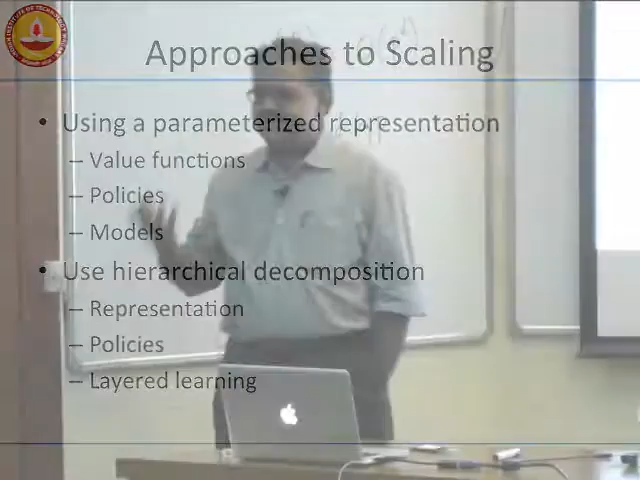 Approaches to Scaling
• Using a parameterized representation
– Value functions
– Policies
– Models
• Use hierarchical decomposition
– Representation
– Policies
– Layered learning